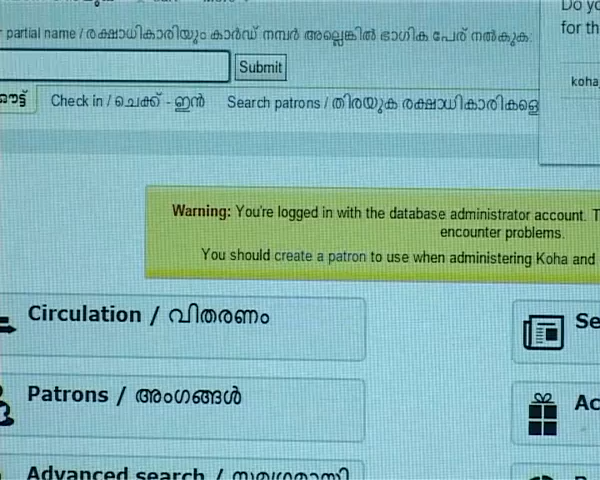 Do yo
for th
partial name / രക്ഷാധികാരിയും കാർഡ് നമ്പർ അല്ലെങ്കിൽ ഭാഗിക പേര് നൽകുക
Submit
koha
Check in / ചെക്ക് - ഇൻ Search patrons / തിരയുക രക്ഷാധികാരികളെ
Warning: You're logged in with the database administrator account. T
encounter problems.
You should create a patron to use when administering Koha and
Circulation / വിതരണം
Se
Patrons / അംഗങ്ങൾ
Ac
Advanced search /